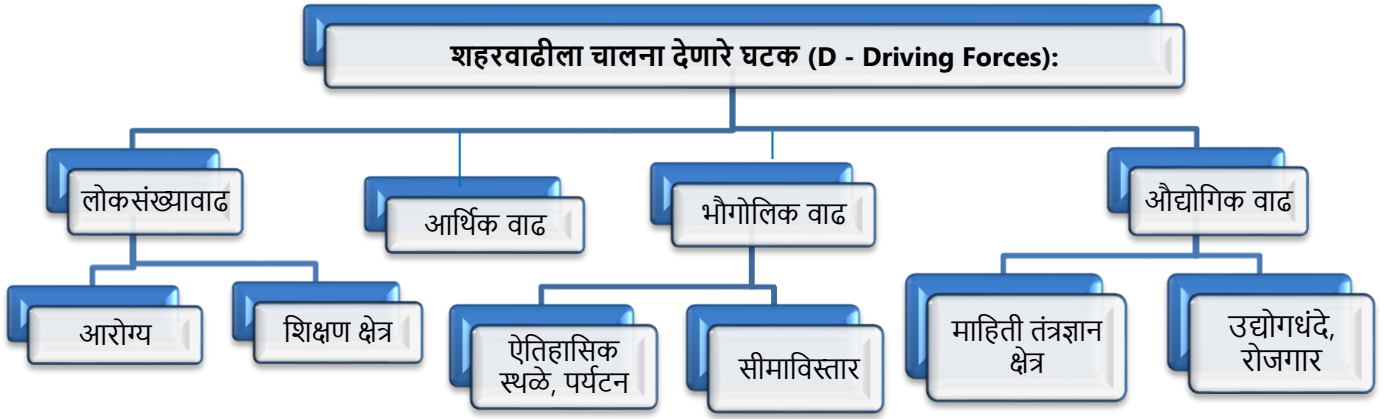 शहरवाढीला चालना देणारे घटक (D - Driving Forces):
लोकसंख्यावाढ
आर्थिक वाढ
भौगोलिक वाढ
औद्योगिक वाढ
आरोग्य
शिक्षण क्षेत्र
ऐतिहासिक
स्थळे, पर्यटन
सीमाविस्तार
माहिती तंत्रज्ञान
क्षेत्र
उद्योगधंदे,
रोजगार